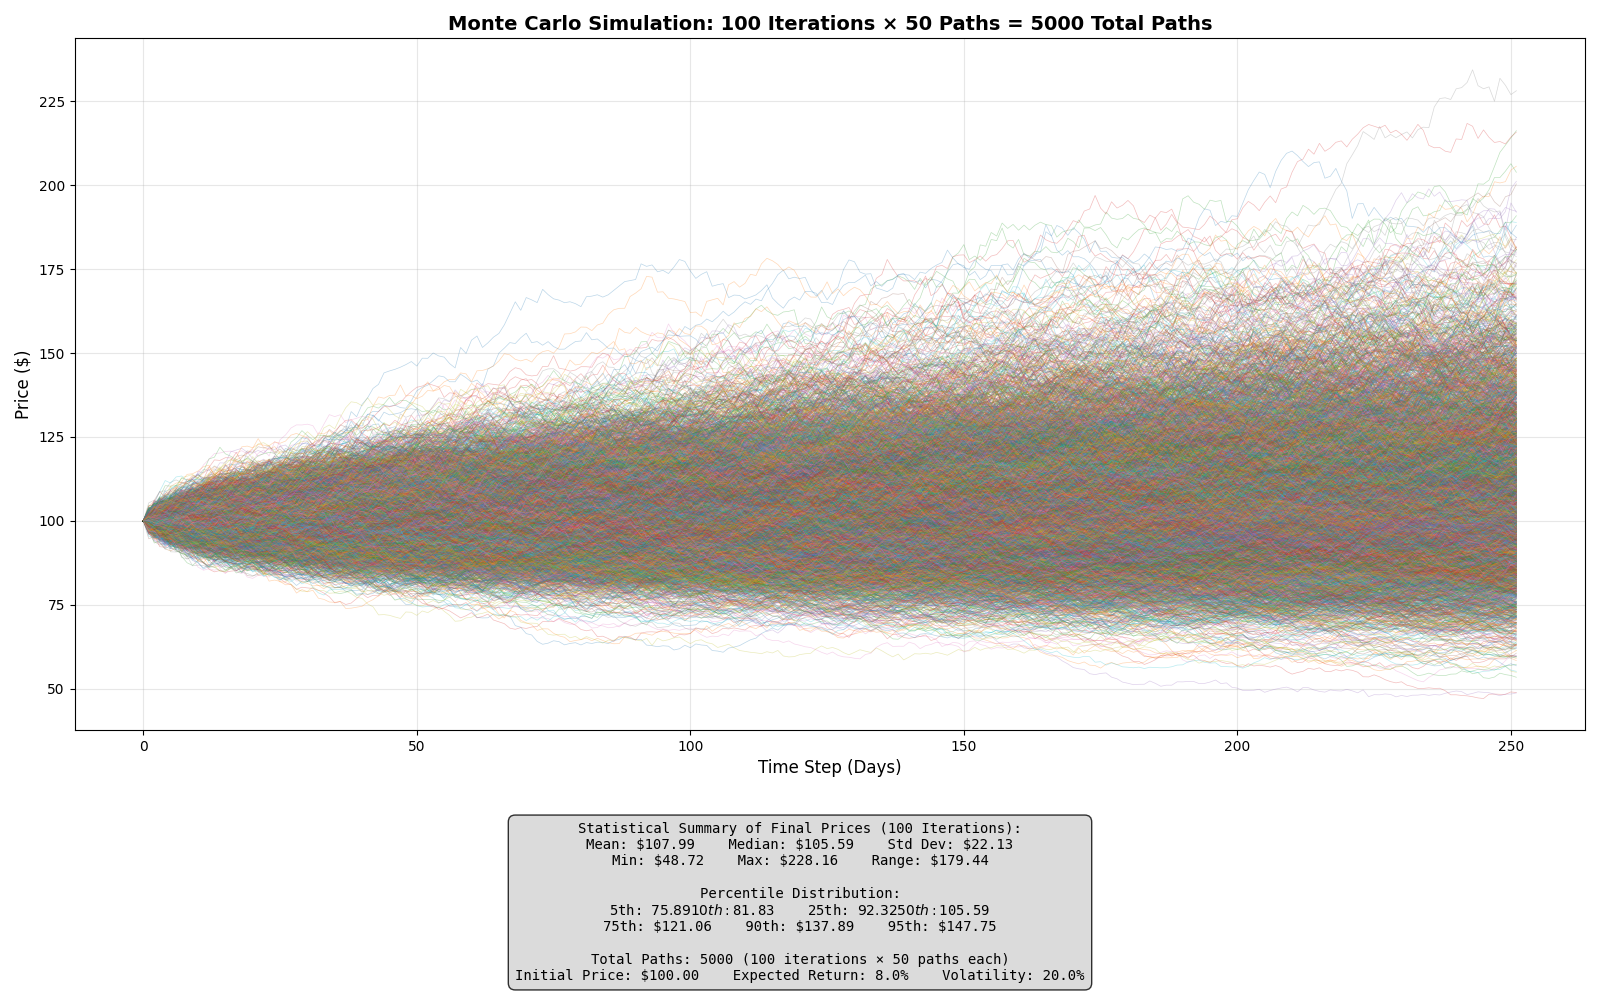 Monte Carlo Simulation: 100 Iterations × 50 Paths = 5000 Total Paths
Price ($)
225
200
175
150
125
100
75
50
0 50 100 150 200 250
Time Step (Days)
Statistical Summary of Final Prices (100 Iterations):
Mean: $107.99 Median: $105.59 Std Dev: $22.13
Min: $48.72 Max: $228.16 Range: $179.44
Percentile Distribution:
5th: 75.8910th:81.83 25th: 92.3250th:105.59
75th: $121.06 90th: $137.89 95th: $147.75
Total Paths: 5000 (100 iterations × 50 paths each)
Initial Price: $100.00 Expected Return: 8.0% Volatility: 20.0%